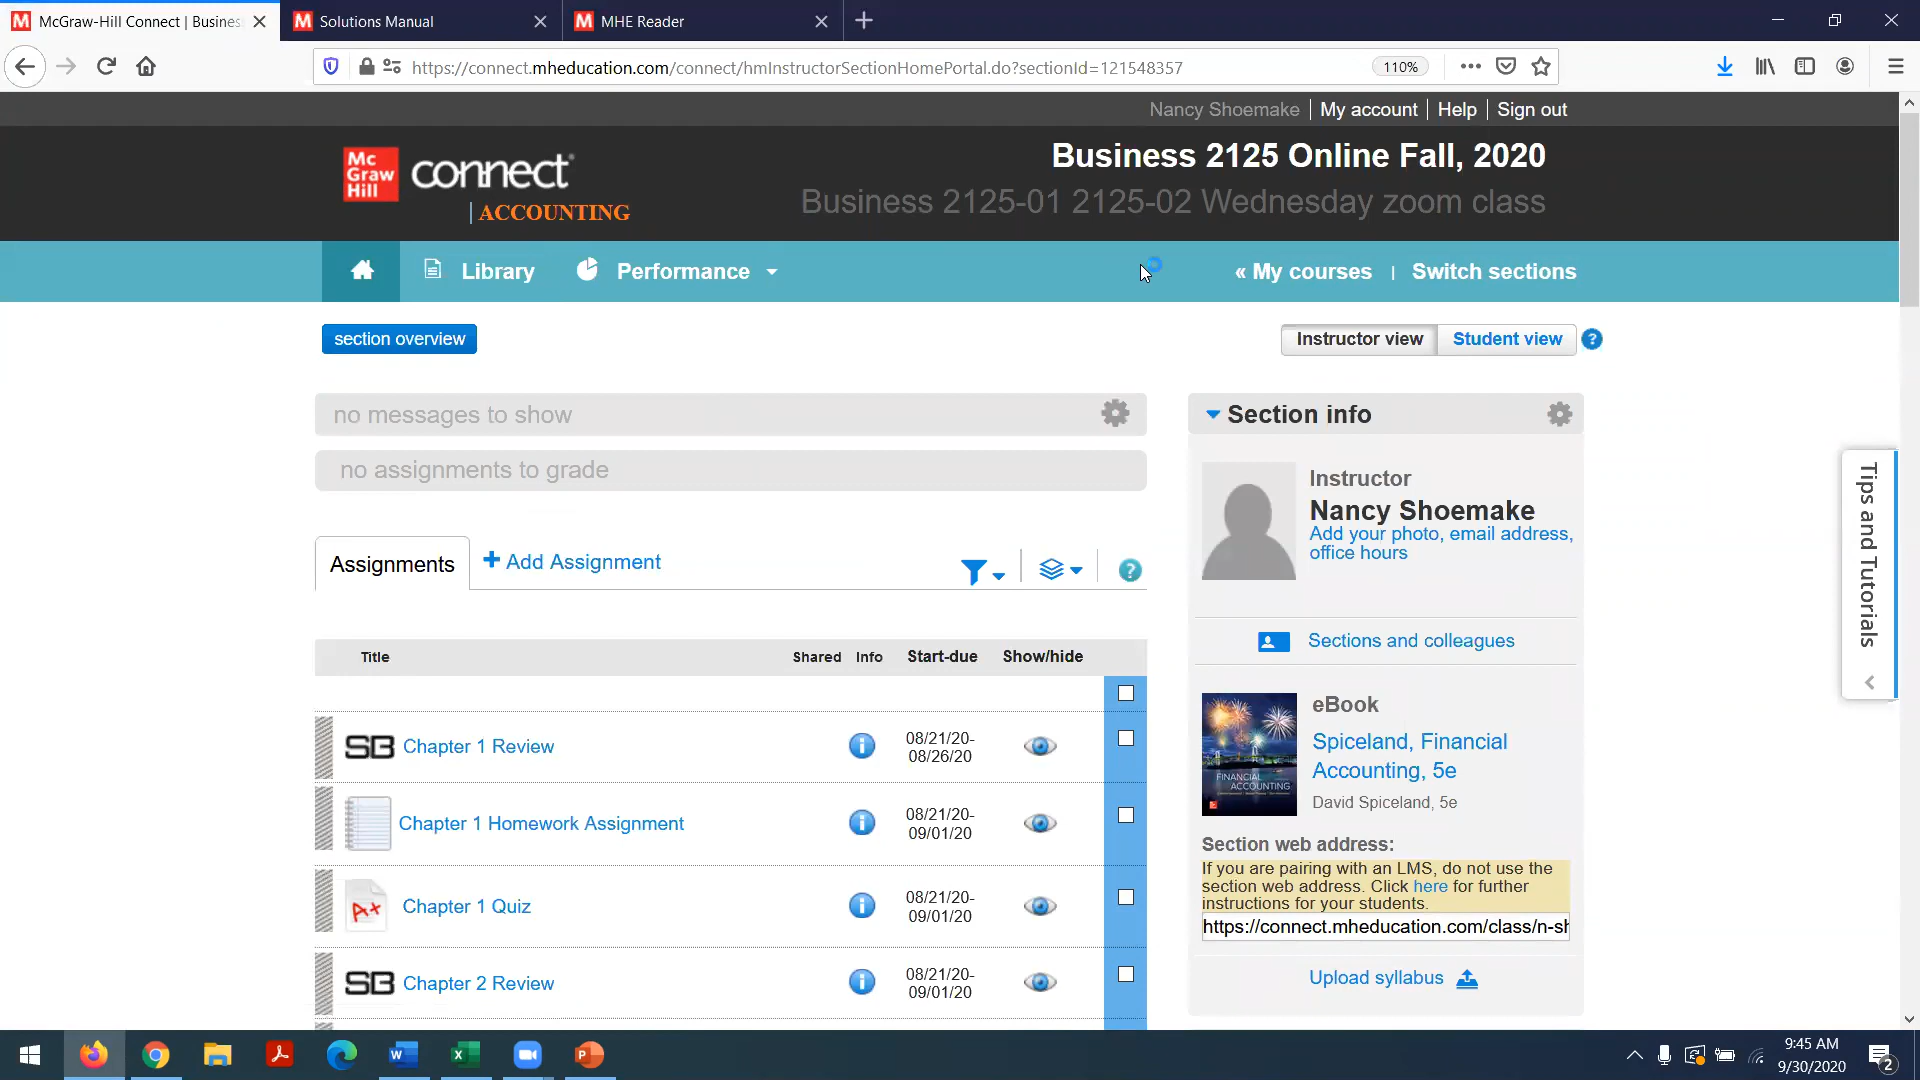 McGraw-Hill Connect | Busines
Solutions Manual
MHE Reader
https://connect.mheducation.com/connect/hmInstructorSectionHomePortal.do?sectionId=121548357
110%
Nancy Shoemake
My account
Help
Sign out
Mc
Graw
Hill
connect
ACCOUNTING
Business 2125 Online Fall, 2020
Business 2125-01 2125-02 Wednesday zoom class
Library
Performance
« My courses
Switch sections
section overview
Instructor view
Student view
?
no messages to show
no assignments to grade
Assignments
+ Add Assignment
?
Title
Shared
Info
Start-due
Show/hide
SB
Chapter 1 Review
i
08/21/20-
08/26/20
Chapter 1 Homework Assignment
i
08/21/20-
09/01/20
A+
Chapter 1 Quiz
i
08/21/20-
09/01/20
SB
Chapter 2 Review
i
08/21/20-
09/01/20
Section info
Instructor
Nancy Shoemake
Add your photo, email address,
office hours
Sections and colleagues
FINANCIAL
ACCOUNTING
eBook
Spiceland, Financial
Accounting, 5e
David Spiceland, 5e
Section web address:
If you are pairing with an LMS, do not use the
section web address. Click here for further
instructions for your students.
https://connect.mheducation.com/class/n-sh
Upload syllabus
Tips and Tutorials
9:45 AM
9/30/2020
2